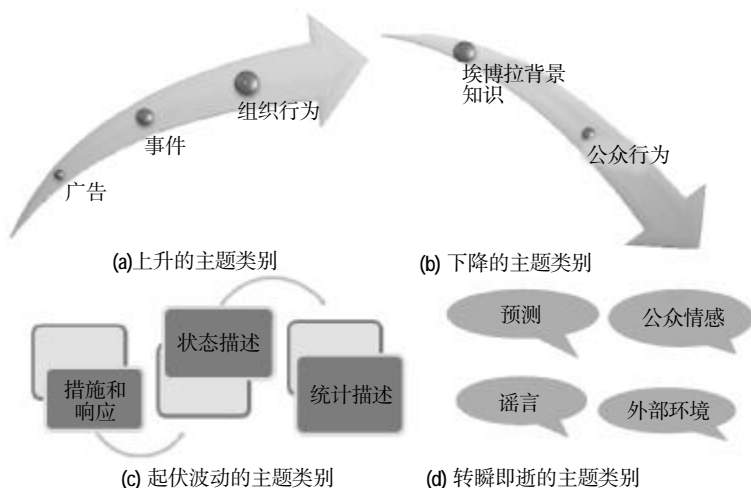 组织行为
事件
广告
(a)上升的主题类别
埃博拉背景
知识
公众行为
(b) 下降的主题类别
措施和
响应
状态描述
统计描述
(c) 起伏波动的主题类别
预测
公众情感
谣言
外部环境
(d) 转瞬即逝的主题类别